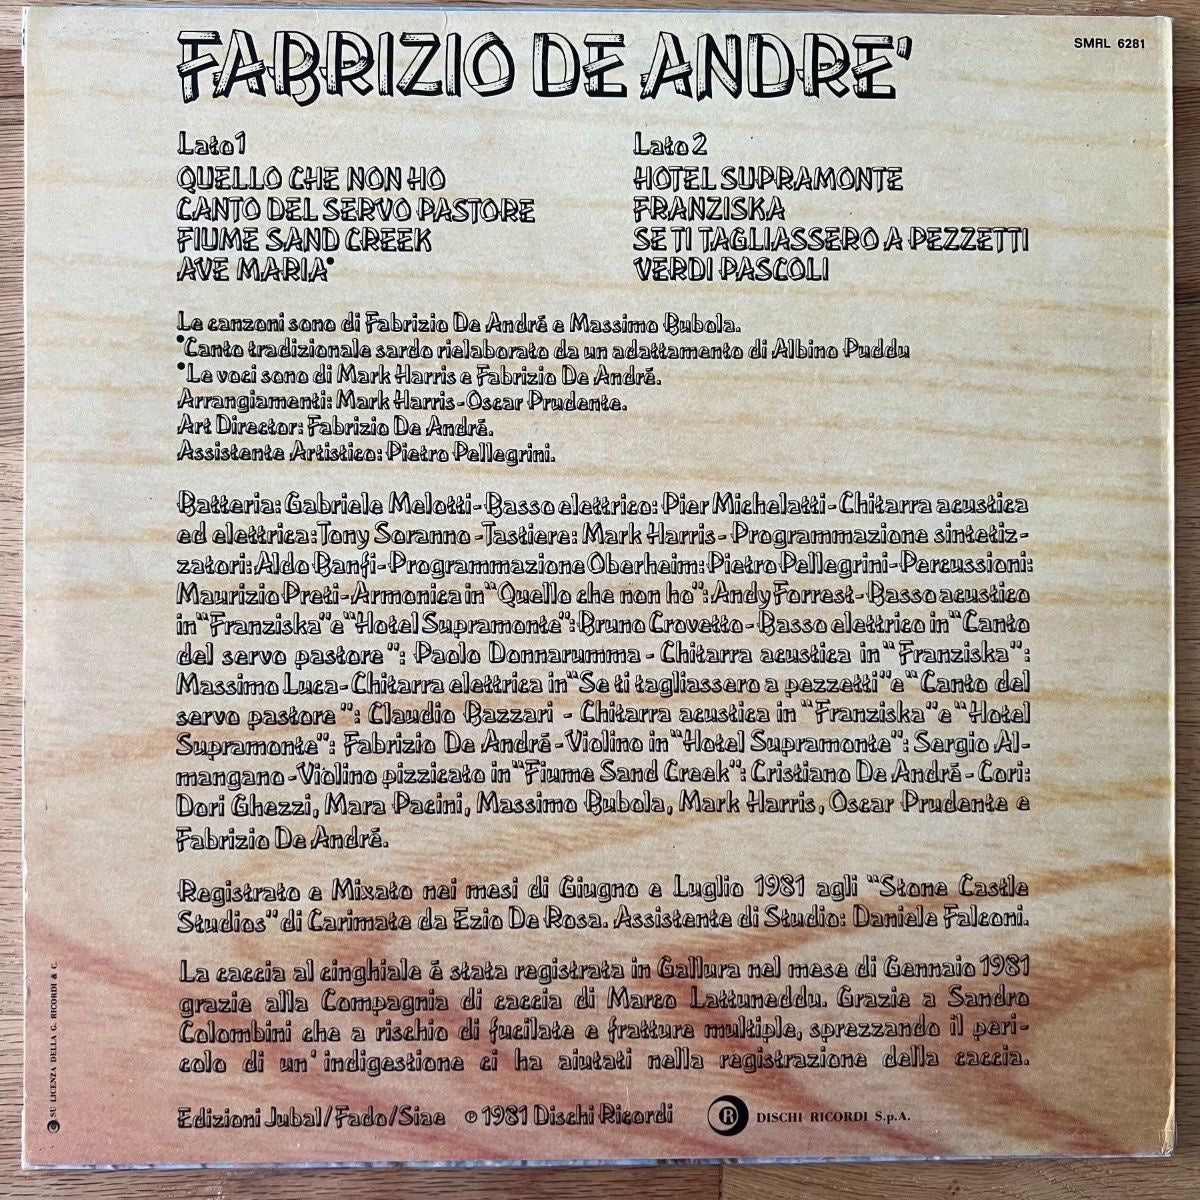 FABRIZIO DE ANDRE'
SMRL 6281
Lato 1
QUELLO CHE NON HO
CANTO DEL SERVO PASTORE
FIUME SAND CREEK
AVE MARIA*
Lato 2
HOTEL SUPRAMONTE
FRANZISKA
SE TI TAGLIASSERO A PEZZETTI
VERDI PASCOLI
Le canzoni sono di Fabrizio De André e Massimo Bubola.
*Canto tradizionale sardo rielaborato da un adattamento di Albino Puddu
*Le voci sono di Mark Harris e Fabrizio De André.
Arrangiamenti: Mark Harris-Oscar Prudente.
Art Director: Fabrizio De André.
Assistente Artistico: Pietro Pellegrini.
Batteria: Gabriele Melotti-Basso elettrico: Pier Michelatti-Chitarra acustica
ed elettrica: Tony Soranno-Tastiere: Mark Harris-Programmazione sintetiz-
zatori: Aldo Banfi-Programmazione Oberheim: Pietro Pellegrini-Percussioni:
Maurizio Preti-Armonica in "Quello che non ho": Andy Forrest-Basso acustico
in "Franziska" e "Hotel Supramonte": Bruno Crovetto-Basso elettrico in "Canto
del servo pastore": Paolo Donnarumma-Chitarra acustica in "Franziska":
Massimo Luca-Chitarra elettrica in "Se ti tagliassero a pezzetti" e "Canto del
servo pastore": Claudio Bazzari-Chitarra acustica in "Franziska" e "Hotel
Supramonte": Fabrizio De André-Violino in "Hotel Supramonte": Sergio Al-
mangano-Violino pizzicato in "Fiume Sand Creek": Cristiano De André-Cori:
Dori Ghezzi, Mara Pacini, Massimo Bubola, Mark Harris, Oscar Prudente e
Fabrizio De André.
Registrato e Mixato nei mesi di Giugno e Luglio 1981 agli "Stone Castle
Studios" di Carimate da Ezio De Rosa. Assistente di Studio: Daniele Falconi.
La caccia al cinghiale é stata registrata in Gallura nel mese di Gennaio 1981
grazie alla Compagnia di caccia di Marco Lattuneddu. Grazie a Sandro
Colombini che a rischio di fucilate e fratture multiple, sprezzando il peri-
colo di un' indigestione ci ha aiutati nella registrazione della caccia.
Edizioni Jubal/Fado/Siae ℗ 1981 Dischi Ricordi
R DISCHI RICORDI S.p.A.
SU LICENZA DELLA G. RICORDI & C.